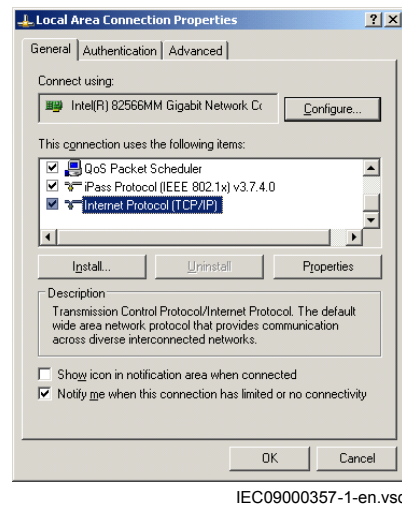 Local Area Connection Properties
General Authentication Advanced
Connect using:
Intel(R) 82566MM Gigabit Network Cc Configure...
This connection uses the following items:
QoS Packet Scheduler
iPass Protocol (IEEE 802.1x) v3.7.4.0
Internet Protocol (TCP/IP)
Install... Uninstall Properties
Description
Transmission Control Protocol/Internet Protocol. The default
wide area network protocol that provides communication
across diverse interconnected networks.
Show icon in notification area when connected
Notify me when this connection has limited or no connectivity
OK Cancel
IEC09000357-1-en.vsd